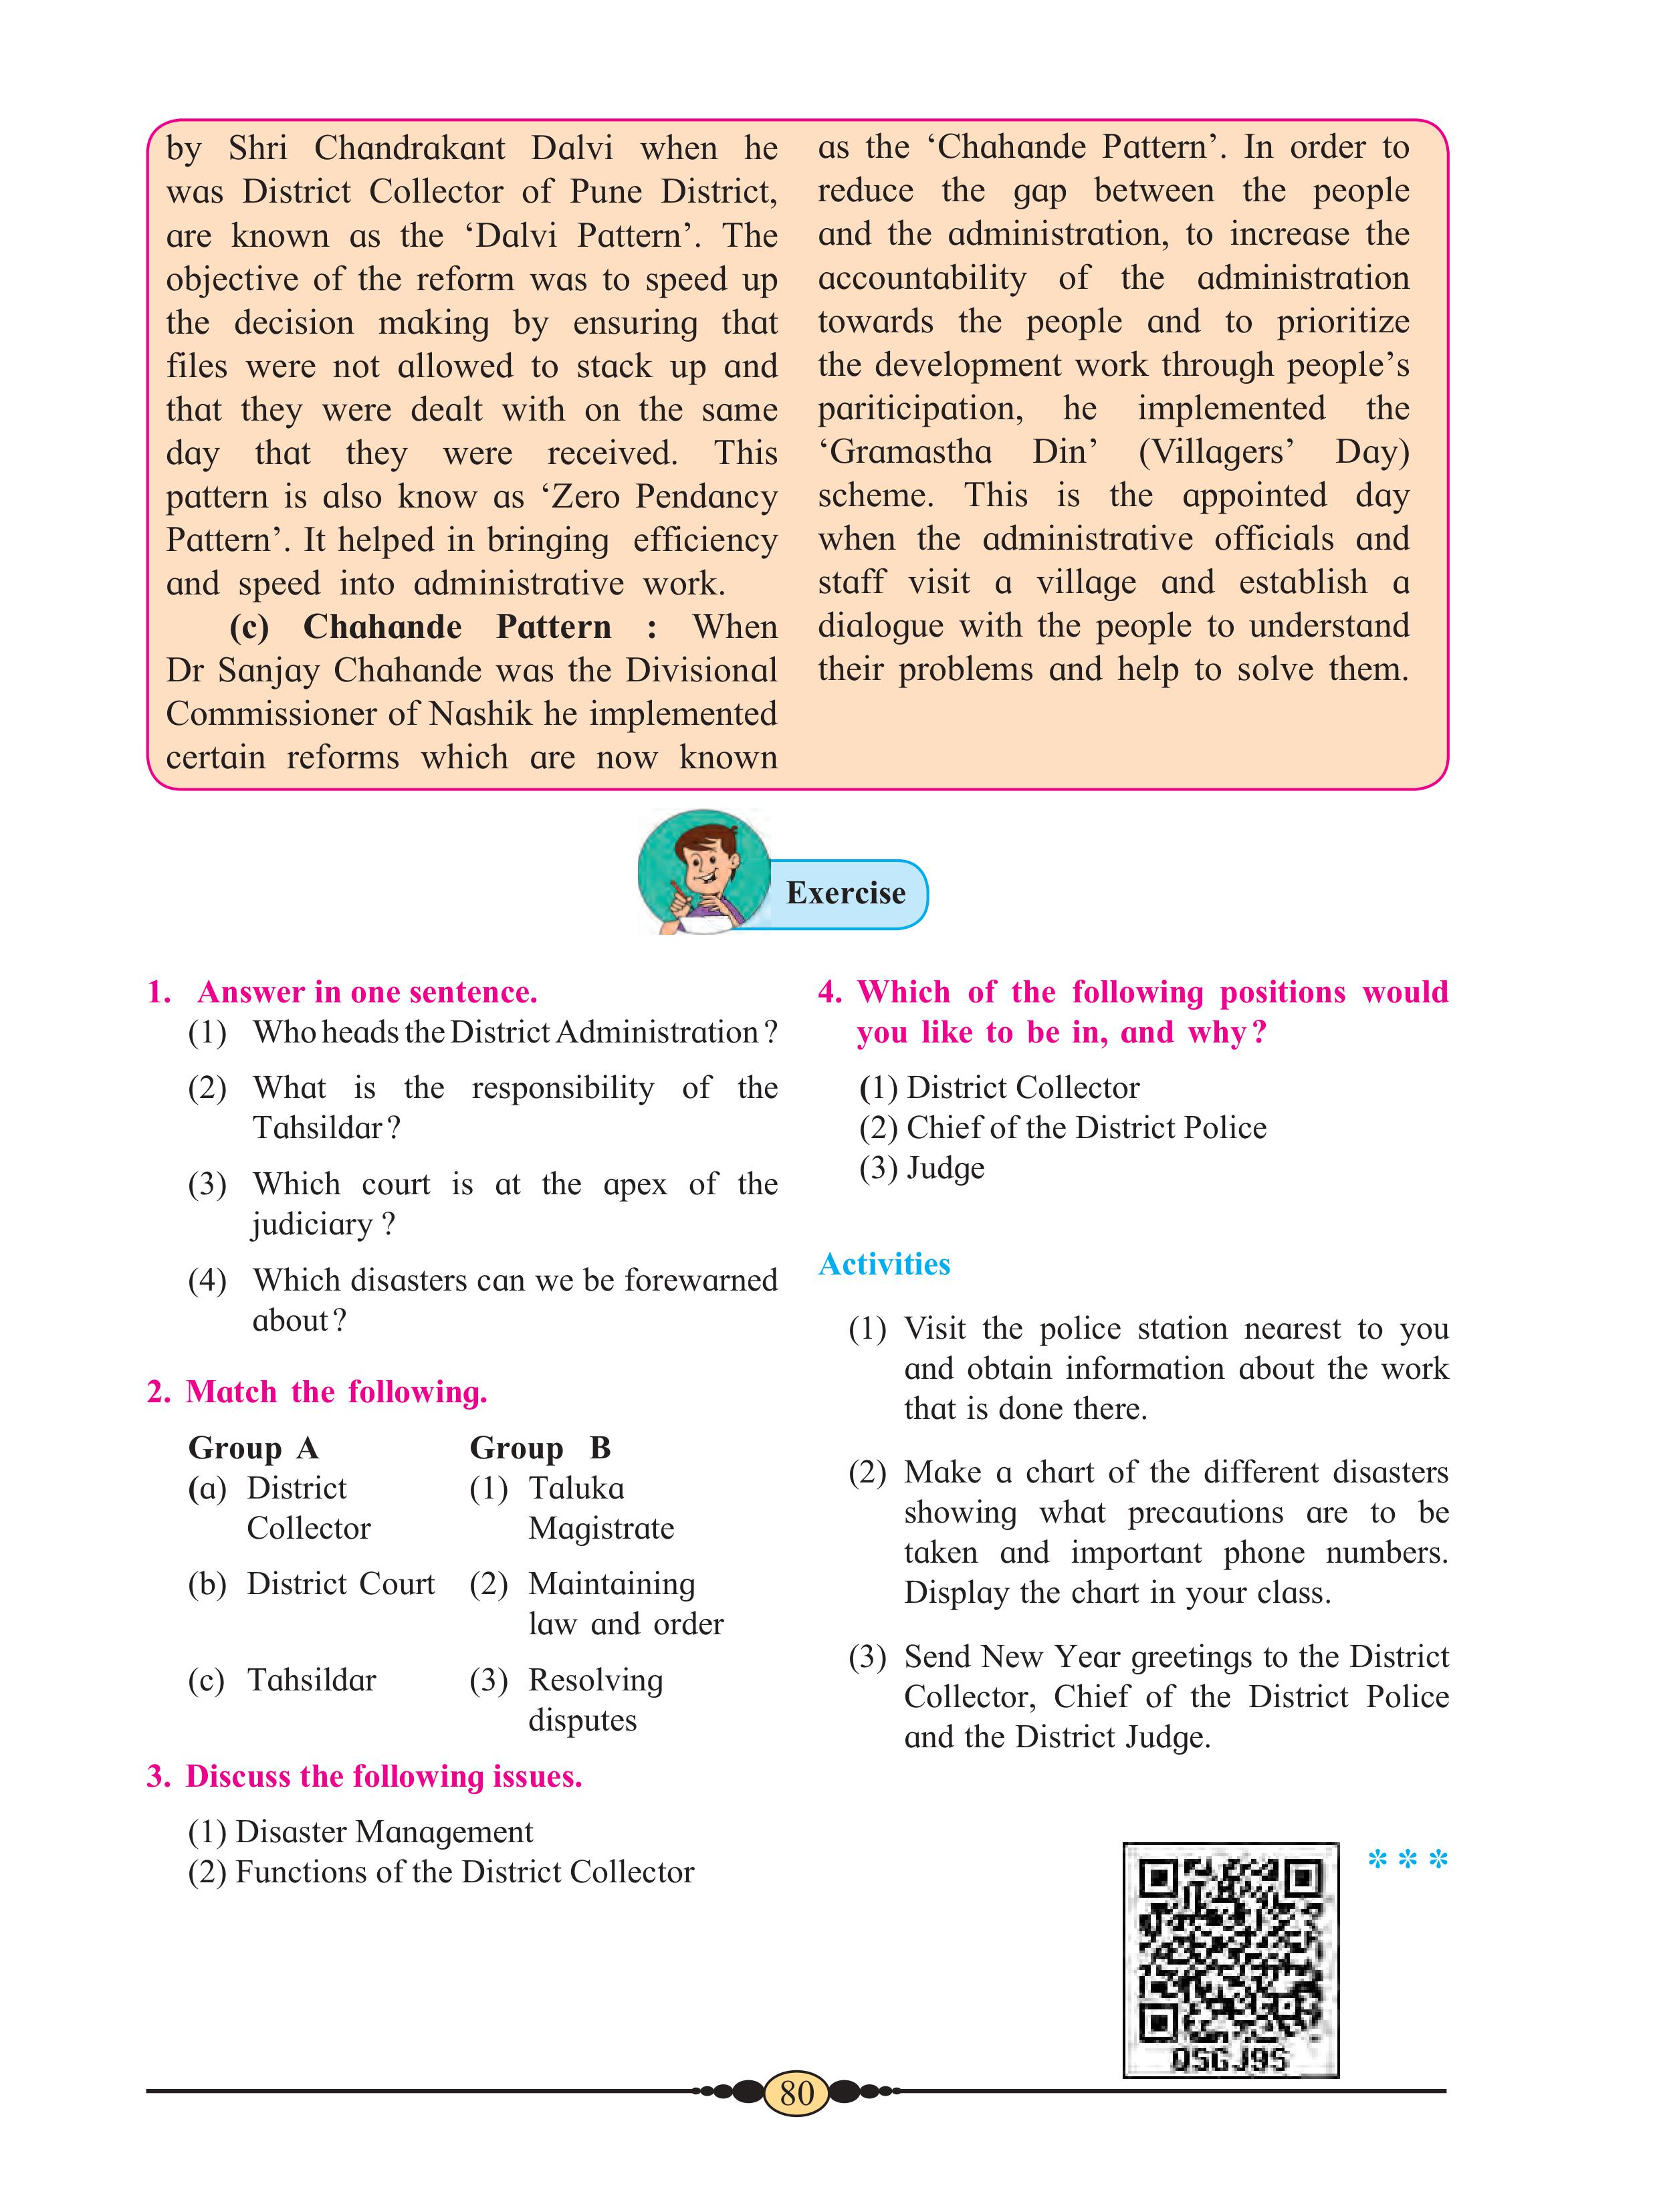 by Shri Chandrakant Dalvi when he
was District Collector of Pune District,
are known as the ‘Dalvi Pattern’. The
objective of the reform was to speed up
the decision making by ensuring that
files were not allowed to stack up and
that they were dealt with on the same
day that they were received. This
pattern is also know as ‘Zero Pendancy
Pattern’. It helped in bringing efficiency
and speed into administrative work.
(c) Chahande Pattern : When
Dr Sanjay Chahande was the Divisional
Commissioner of Nashik he implemented
certain reforms which are now known
as the ‘Chahande Pattern’. In order to
reduce the gap between the people
and the administration, to increase the
accountability of the administration
towards the people and to prioritize
the development work through people’s
pariticipation, he implemented the
‘Gramastha Din’ (Villagers’ Day)
scheme. This is the appointed day
when the administrative officials and
staff visit a village and establish a
dialogue with the people to understand
their problems and help to solve them.
Exercise
1. Answer in one sentence.
(1) Who heads the District Administration ?
(2) What is the responsibility of the
Tahsildar ?
(3) Which court is at the apex of the
judiciary ?
(4) Which disasters can we be forewarned
about ?
2. Match the following.
Group A Group B
(a) District (1) Taluka
Collector Magistrate
(b) District Court (2) Maintaining
law and order
(c) Tahsildar (3) Resolving
disputes
3. Discuss the following issues.
(1) Disaster Management
(2) Functions of the District Collector
4. Which of the following positions would
you like to be in, and why ?
(1) District Collector
(2) Chief of the District Police
(3) Judge
Activities
(1) Visit the police station nearest to you
and obtain information about the work
that is done there.
(2) Make a chart of the different disasters
showing what precautions are to be
taken and important phone numbers.
Display the chart in your class.
(3) Send New Year greetings to the District
Collector, Chief of the District Police
and the District Judge.
* * *
80